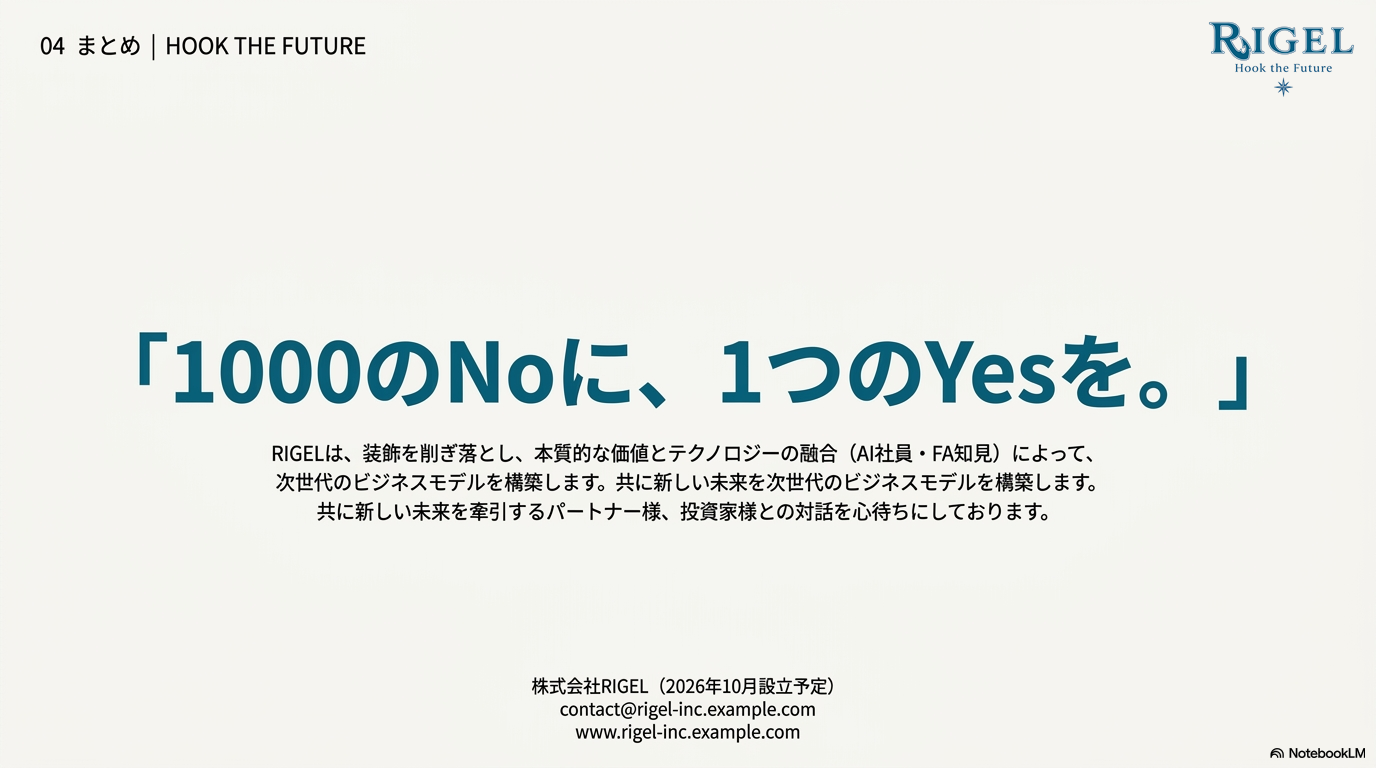 04 まとめ | HOOK THE FUTURE
RIGEL
Hook the Future
「1000のNoに、1つのYesを。」
RIGELは、装飾を削ぎ落とし、本質的な価値とテクノロジーの融合（AI社員・FA知見）によって、
次世代のビジネスモデルを構築します。共に新しい未来を次世代のビジネスモデルを構築します。
共に新しい未来を牽引するパートナー様、投資家様との対話を心待ちにしております。
株式会社RIGEL（2026年10月設立予定）
contact@rigel-inc.example.com
www.rigel-inc.example.com
NotebookLM